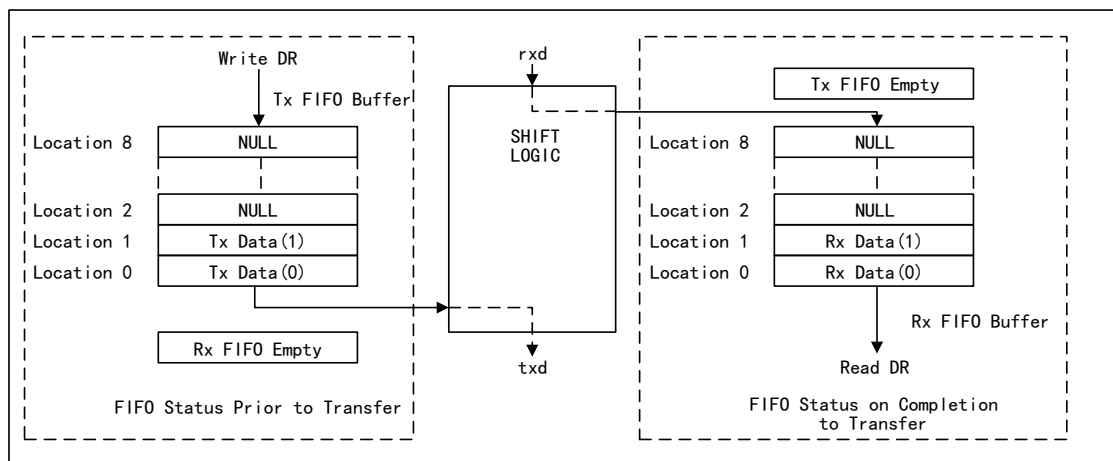 Write DR
Tx FIFO Buffer
Location 8
NULL
Location 2
NULL
Location 1
Tx Data(1)
Location 0
Tx Data(0)
Rx FIFO Empty
FIFO Status Prior to Transfer
rxd
SHIFT
LOGIC
txd
Tx FIFO Empty
Location 8
NULL
Location 2
NULL
Location 1
Rx Data(1)
Location 0
Rx Data(0)
Rx FIFO Buffer
Read DR
FIFO Status on Completion
to Transfer